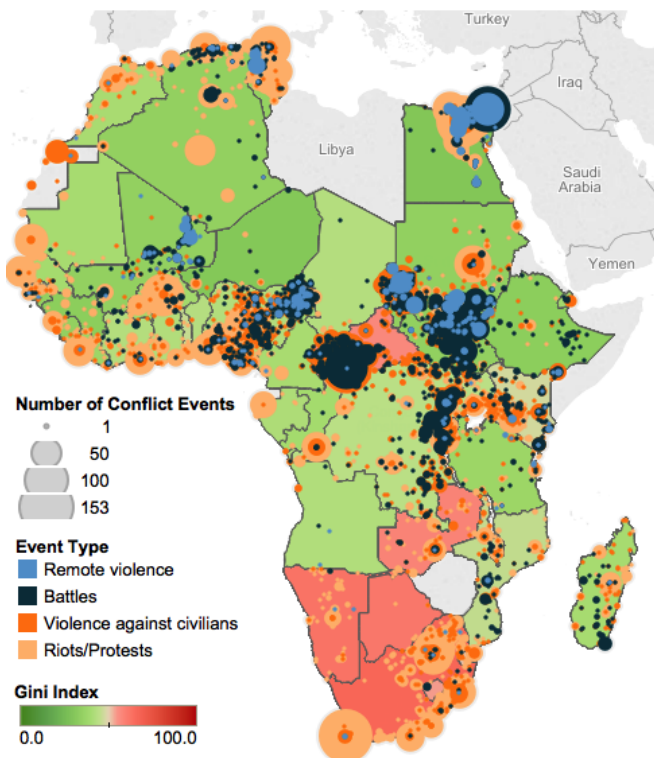 Turkey
Iraq
Libya
Saudi
Arabia
Yemen
Number of Conflict Events
1
50
100
153
Event Type
Remote violence
Battles
Violence against civilians
Riots/Protests
Gini Index
0.0 100.0